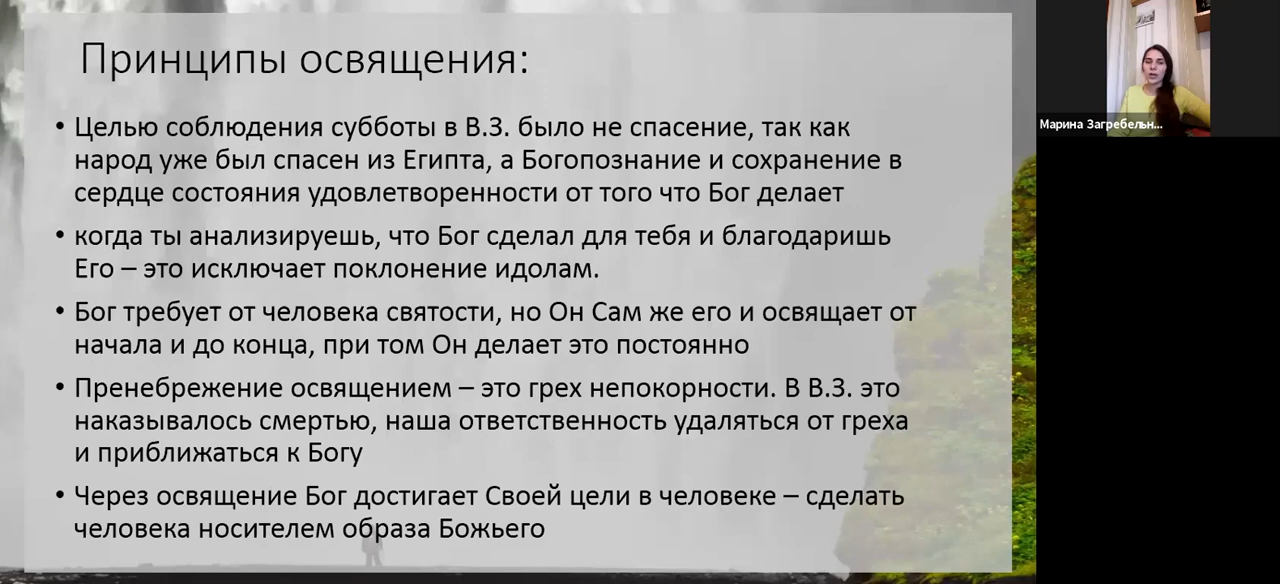 Принципы освящения:
• Целью соблюдения субботы в В.З. было не спасение, так как
народ уже был спасен из Египта, а Богопознание и сохранение в
сердце состояния удовлетворенности от того что Бог делает
• когда ты анализируешь, что Бог сделал для тебя и благодаришь
Его – это исключает поклонение идолам.
• Бог требует от человека святости, но Он Сам же его и освящает от
начала и до конца, при том Он делает это постоянно
• Пренебрежение освящением – это грех непокорности. В В.З. это
наказывалось смертью, наша ответственность удаляться от греха
и приближаться к Богу
• Через освящение Бог достигает Своей цели в человеке – сделать
человека носителем образа Божьего
Марина Загребельн...